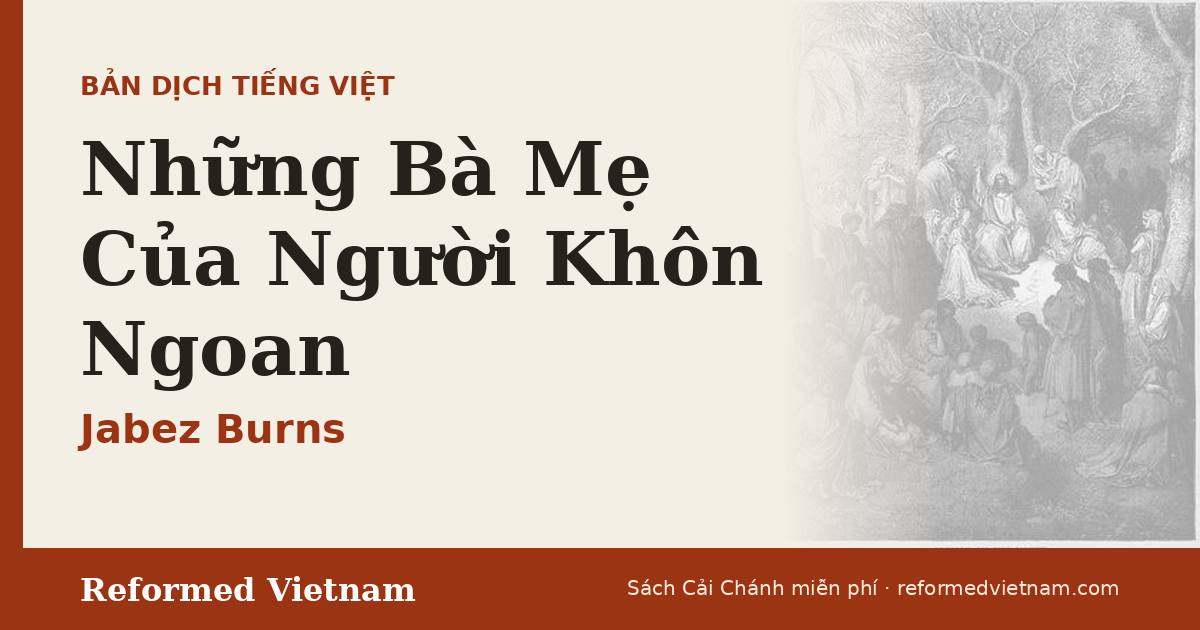 BẢN DỊCH TIẾNG VIỆT
Những Bà Mẹ
Của Người Khôn
Ngoan
Jabez Burns
Reformed Vietnam
Sách Cải Chánh miễn phí · reformedvietnam.com